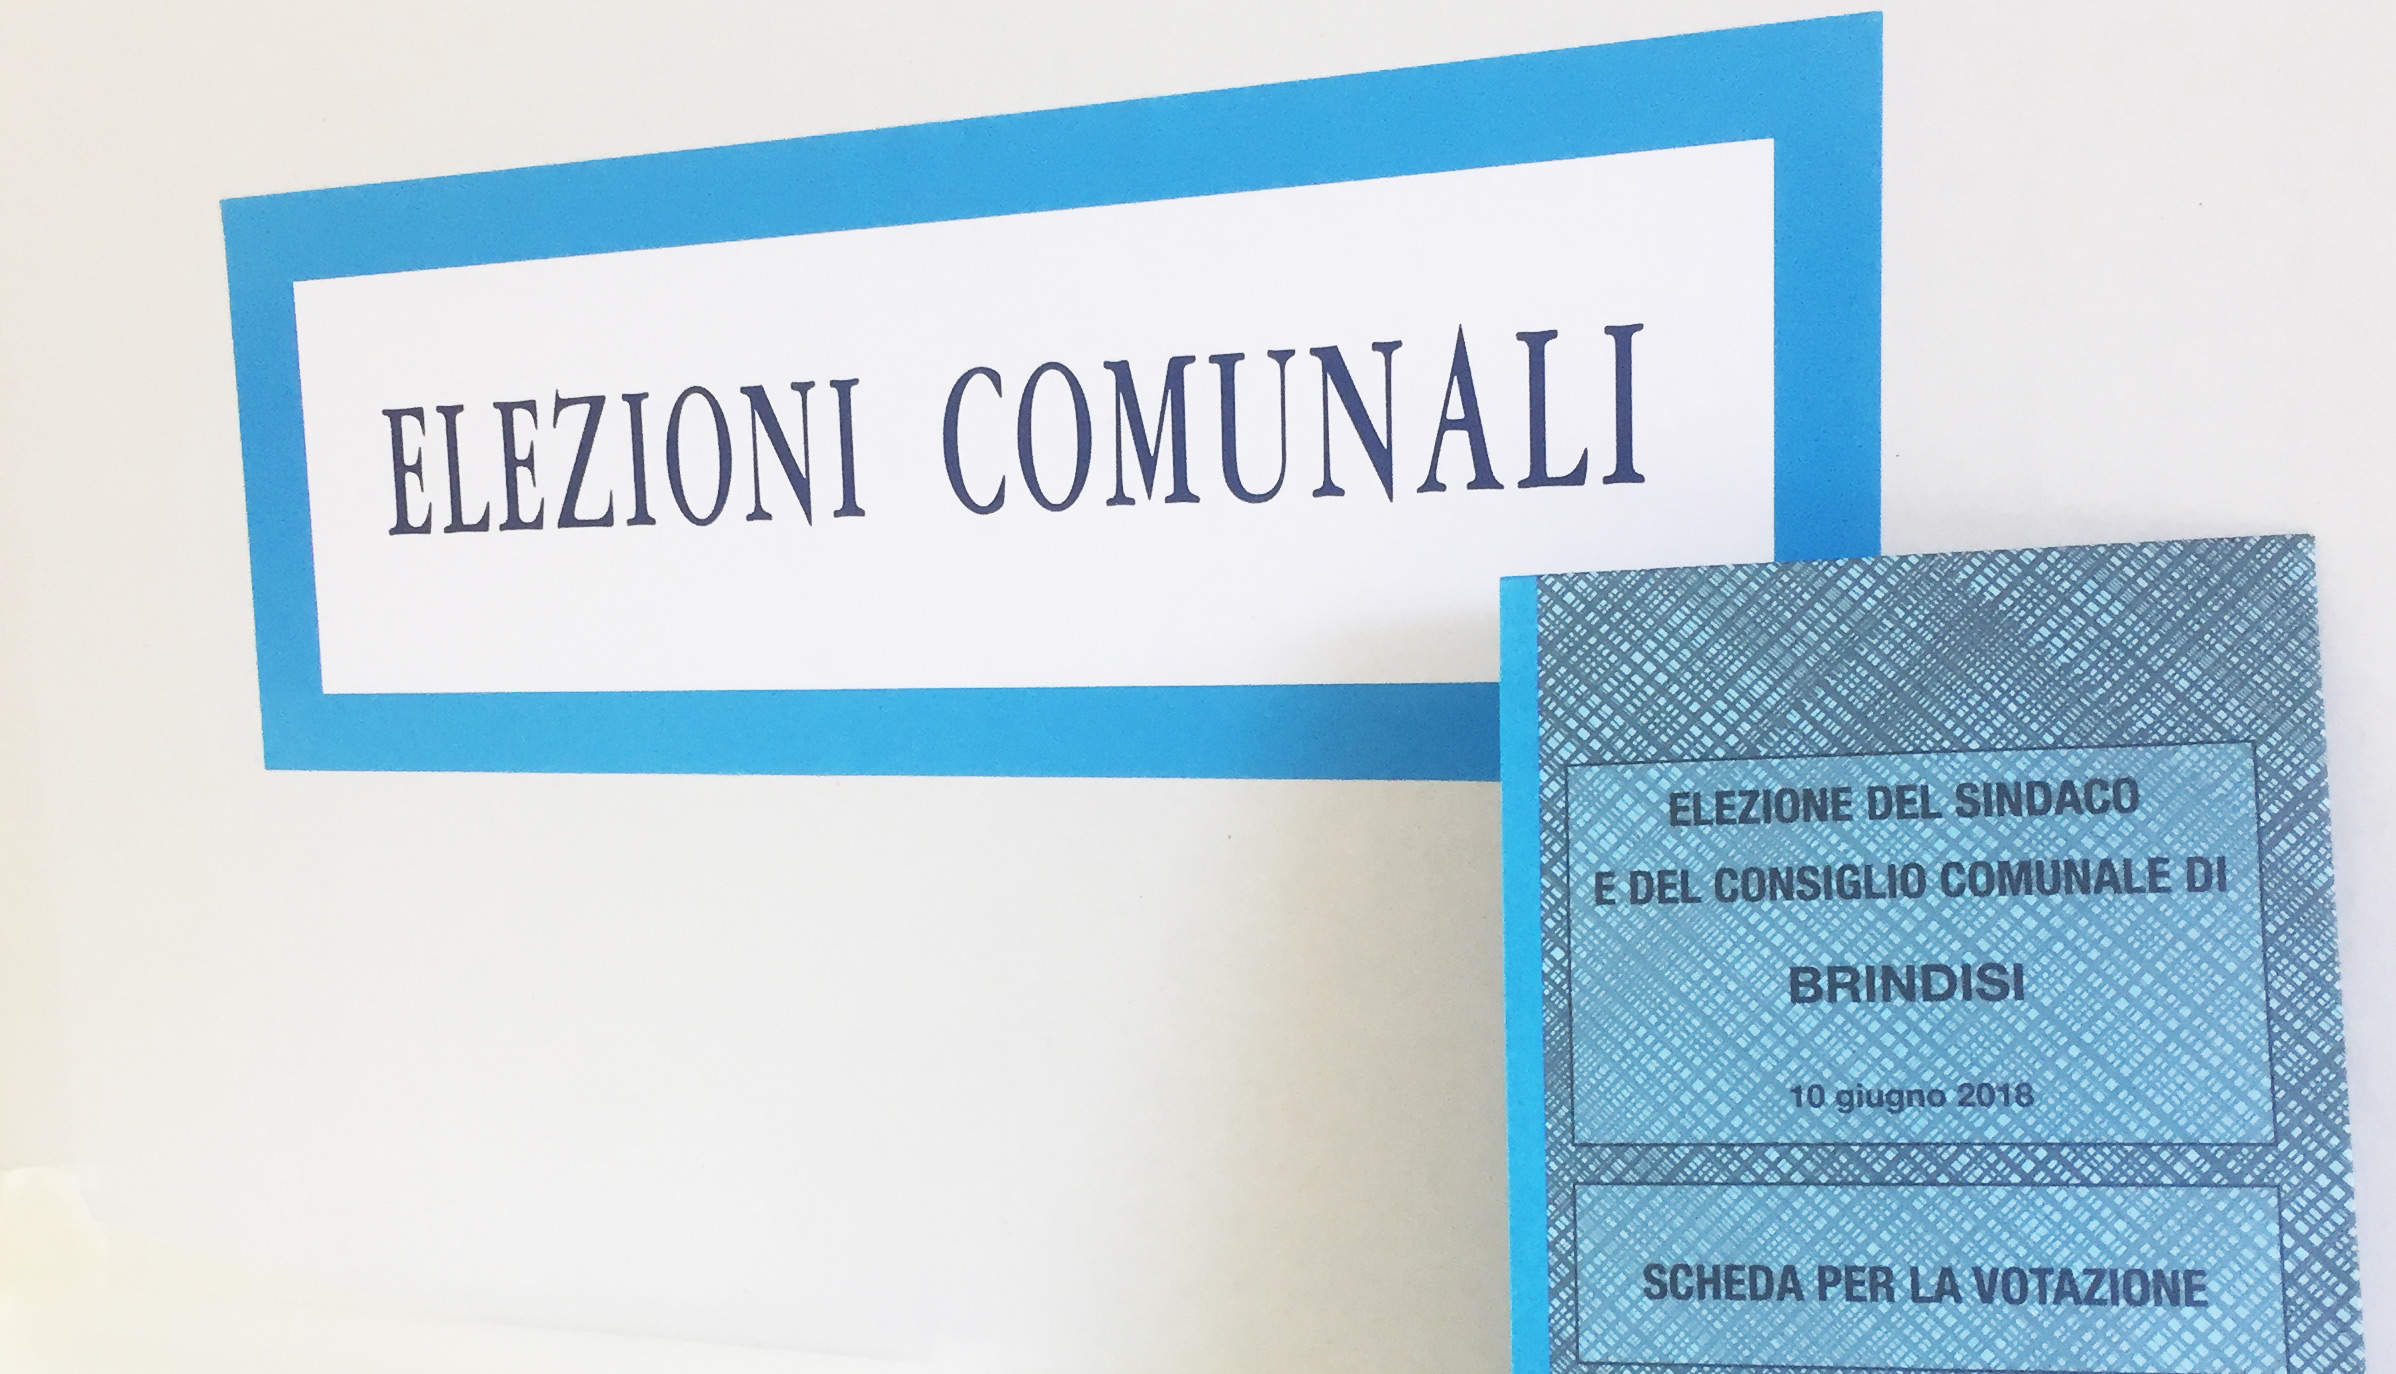 ELEZIONI COMUNALI
ELEZIONE DEL SINDACO
E DEL CONSIGLIO COMUNALE DI
BRINDISI
10 giugno 2018
SCHEDA PER LA VOTAZIONE